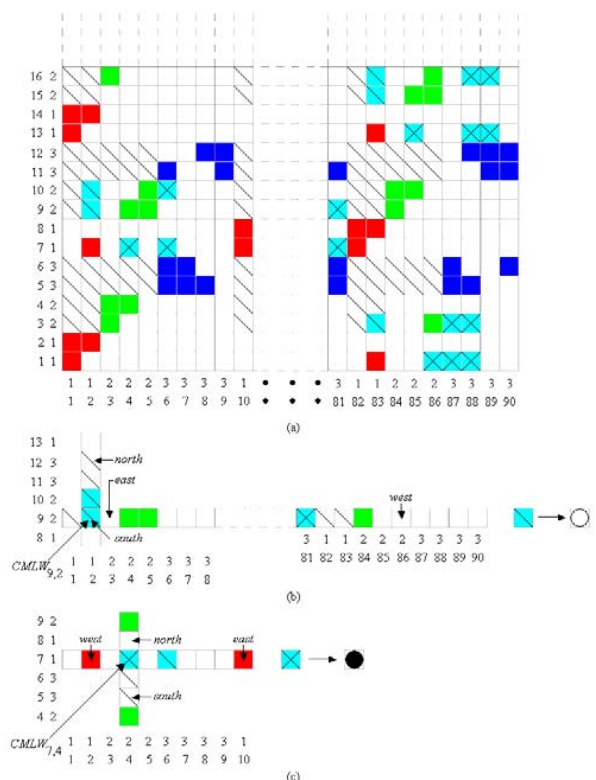 16 2
15 2
14 1
13 1
12 3
11 3
10 2
9 2
8 1
7 1
6 3
5 3
4 2
3 2
2 1
1 1
1 1 2 2 2 3 3 3 3 1 • • • 3 1 1 2 2 2 3 3 3 3
1 2 3 4 5 6 7 8 9 10 • • • 81 82 83 84 85 86 87 88 89 90
(a)
13 1
12 3
north
11 3
east
10 2
west
9 2
8 1
south
CMLW 9,2
1 1 2 2 2 3 3 3
1 2 3 4 5 6 7 8
3 1 1 2 2 2 3 3 3 3
81 82 83 84 85 86 87 88 89 90
(b)
9 2
8 1
west
north
east
7 1
6 3
5 3
south
4 2
CMLW 7,4
1 1 2 2 2 3 3 3 3 1
1 2 3 4 5 6 7 8 9 10
(c)